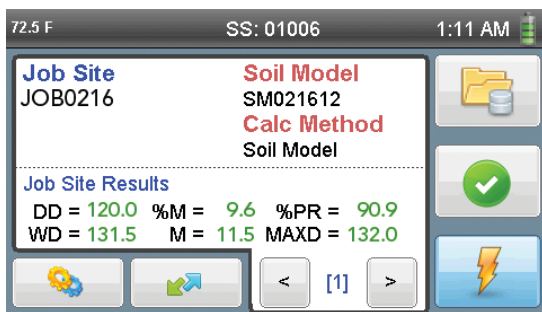 72.5 F SS: 01006 1:11 AM
Job Site Soil Model
JOB0216 SM021612
Calc Method
Soil Model
Job Site Results
DD = 120.0 %M = 9.6 %PR = 90.9
WD = 131.5 M = 11.5 MAXD = 132.0
< [1] >